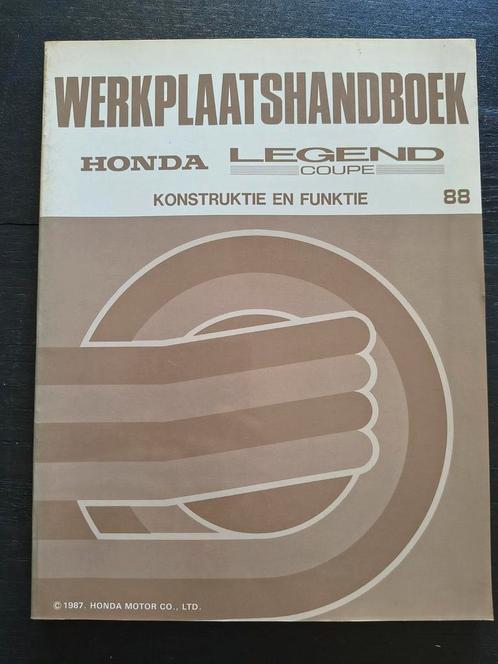 WERKPLAATSHANDBOEK
HONDA LEGEND
COUPE
KONSTRUKTIE EN FUNKTIE 88
© 1987. HONDA MOTOR CO., LTD.